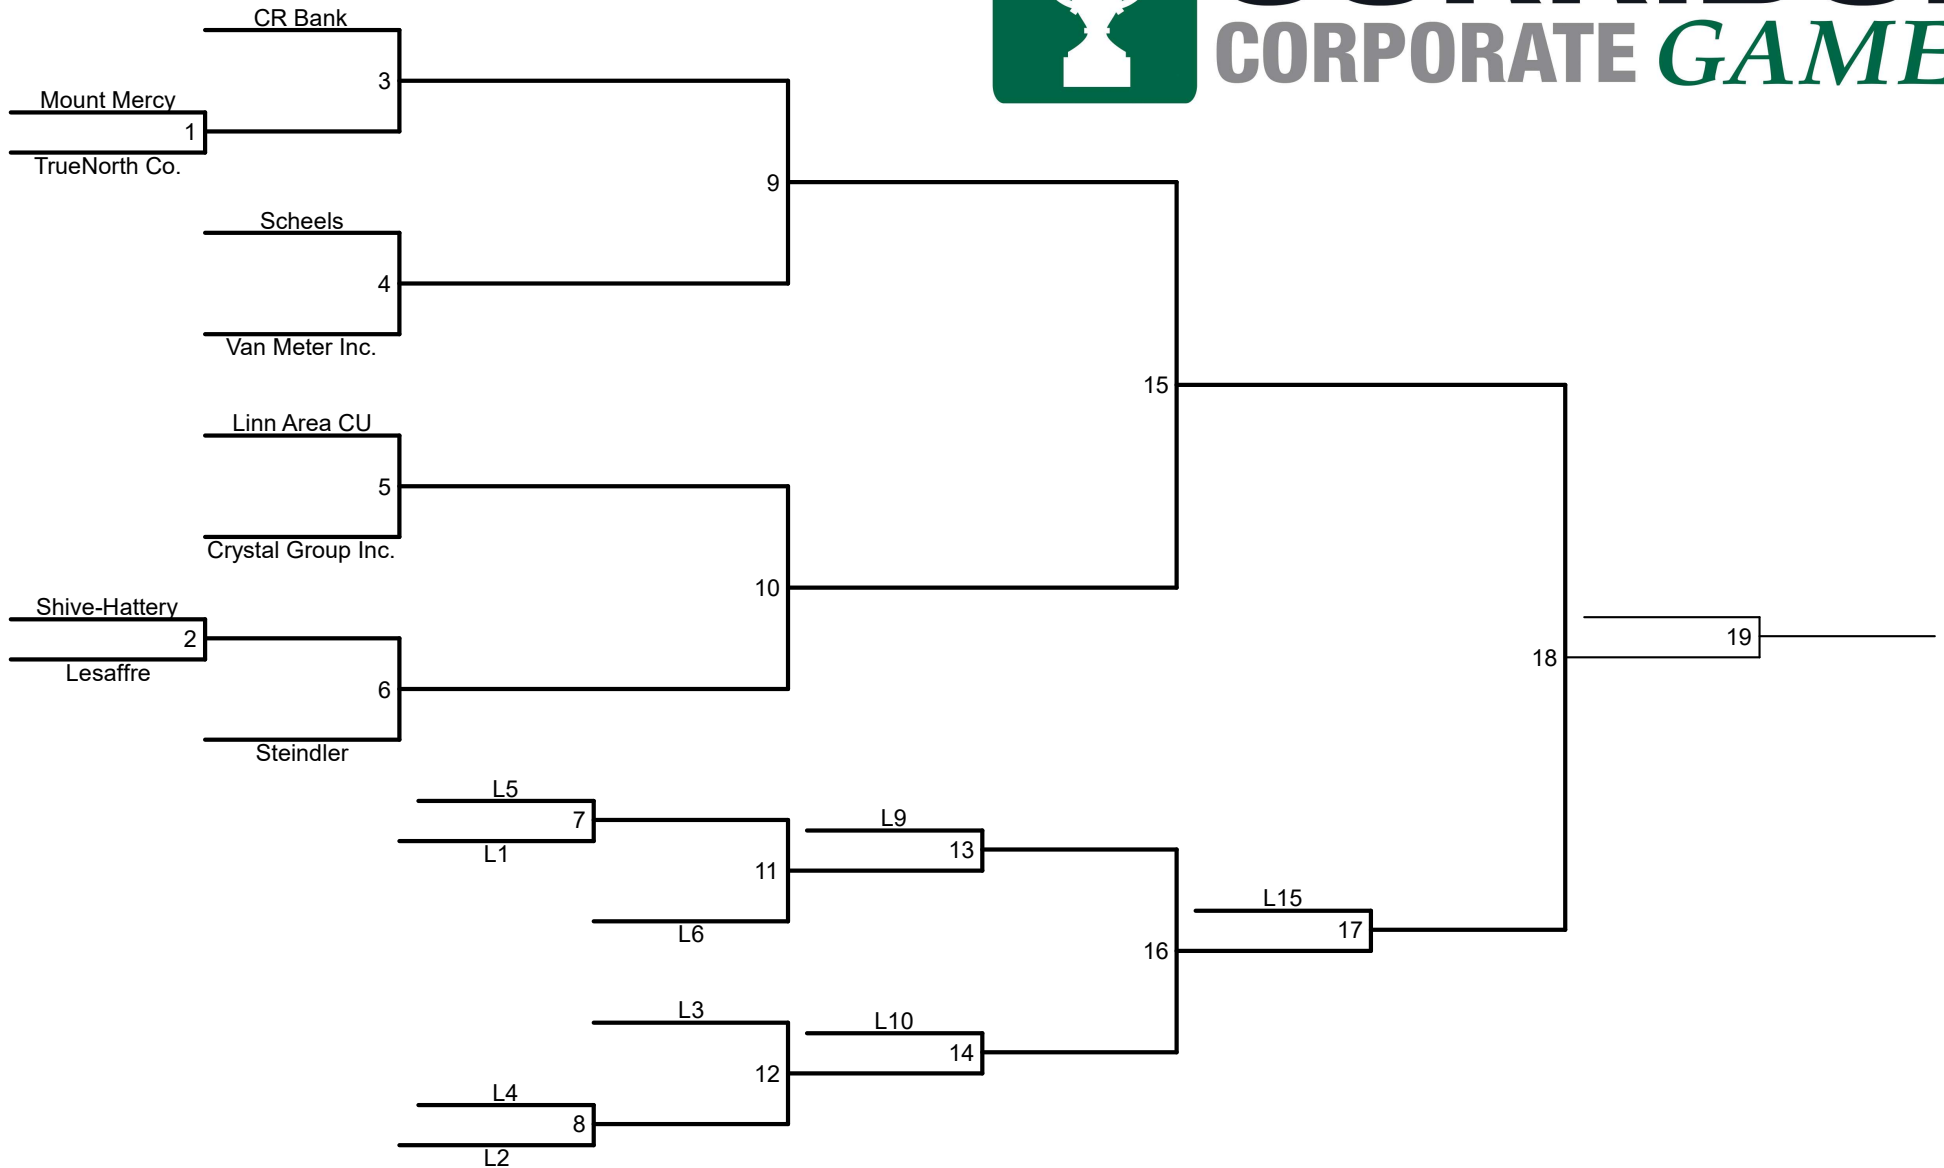 CORPORATE GAME
CR Bank
3
Mount Mercy
1
TrueNorth Co.
9
Scheels
4
Van Meter Inc.
15
Linn Area CU
5
Crystal Group Inc.
10
Shive-Hattery
2
Lesaffre
6
19
18
Steindler
L5
7
L1
L9
13
11
L6
L15
17
16
L3
L10
14
12
L4
8
L2